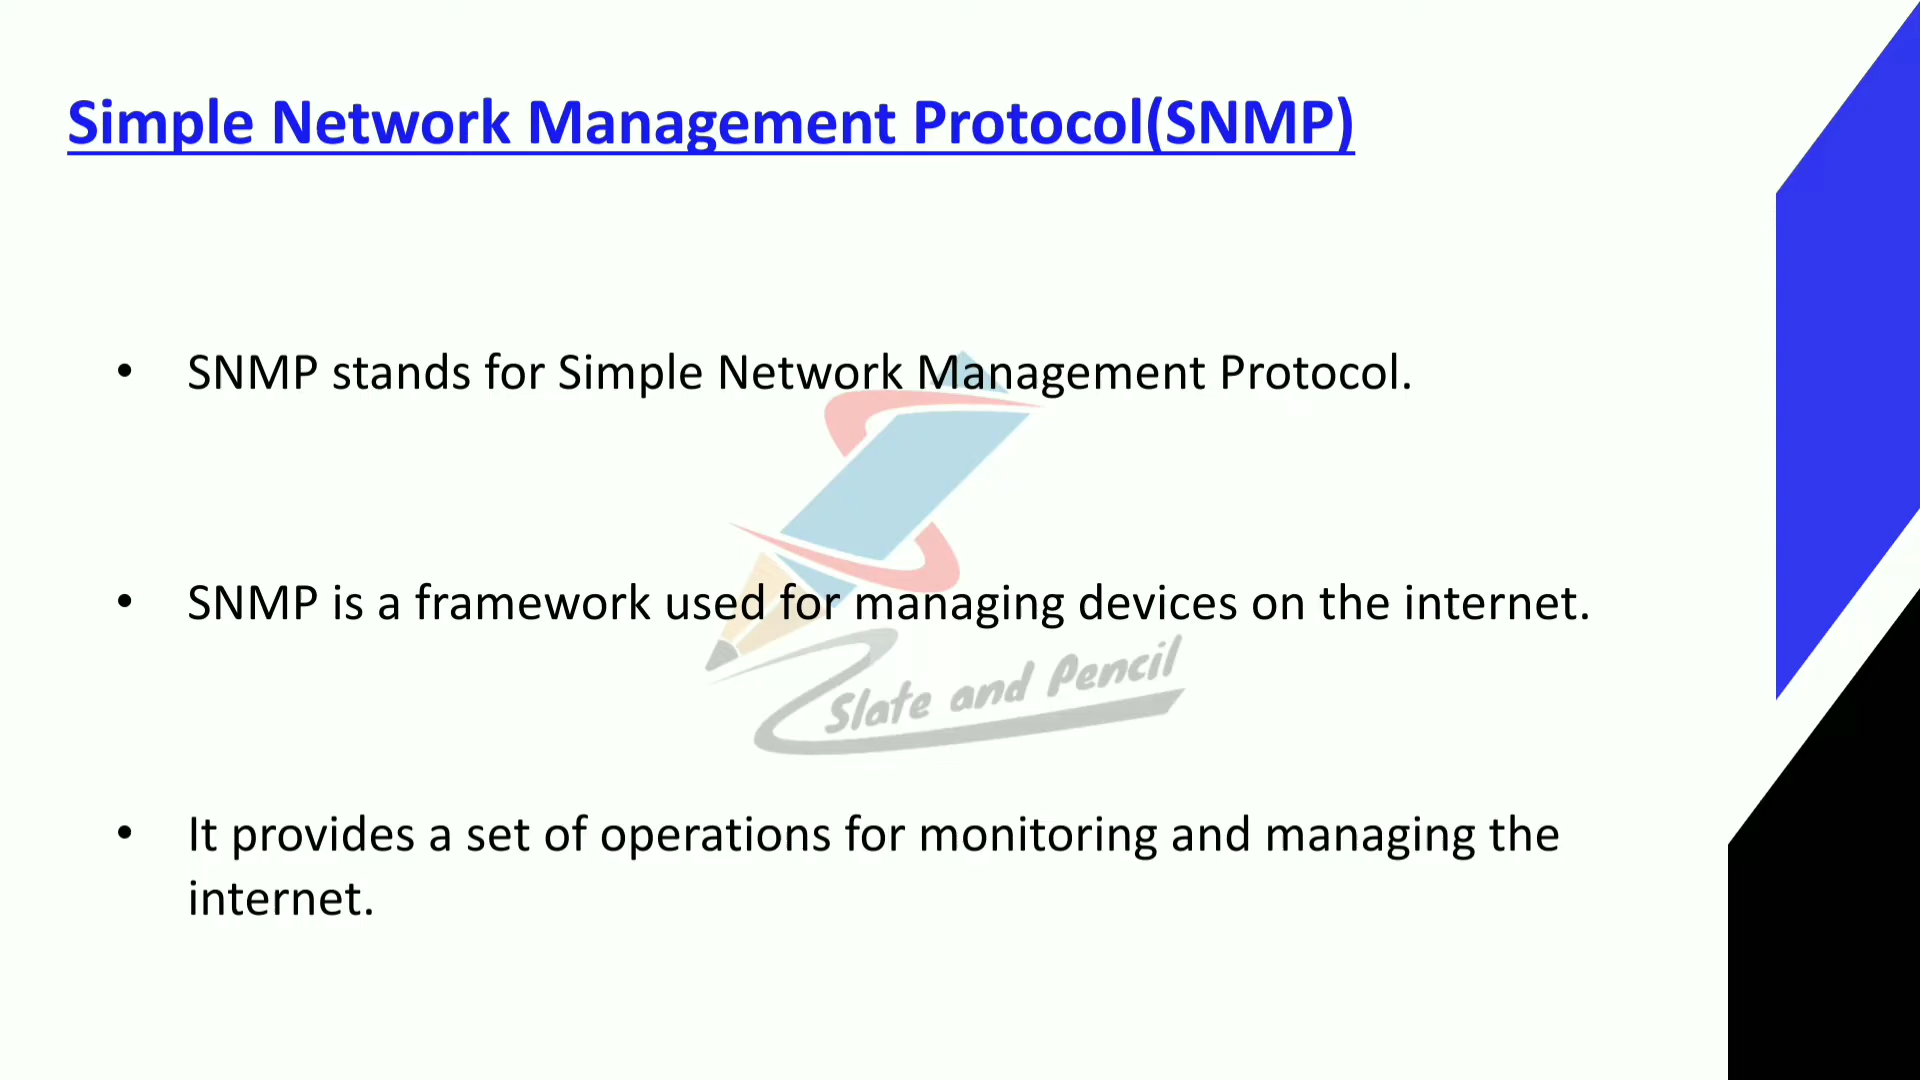 Simple Network Management Protocol(SNMP)
• SNMP stands for Simple Network Management Protocol.
• SNMP is a framework used for managing devices on the internet.
Slate and Pencil
• It provides a set of operations for monitoring and managing the
internet.